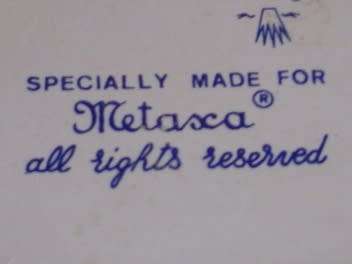 SPECIALLY MADE FOR
Metaxa®
all rights reserved